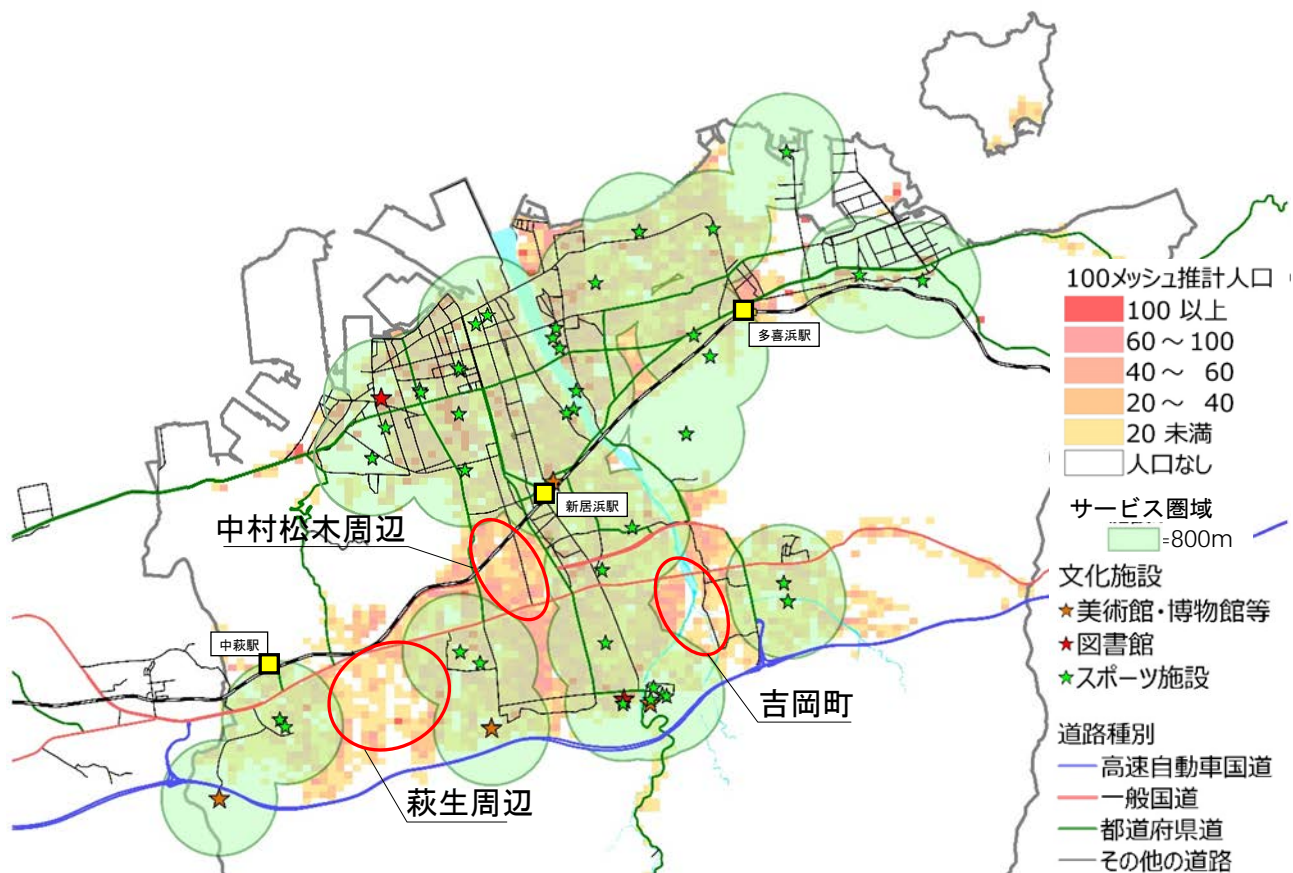 多喜浜駅
新居浜駅
中村松木周辺
中萩駅
吉岡町
萩生周辺
100メッシュ推計人口
100 以上
60～100
40～ 60
20～ 40
20 未満
人口なし
サービス圏域
=800m
文化施設
美術館・博物館等
図書館
スポーツ施設
道路種別
高速自動車国道
一般国道
都道府県道
その他の道路